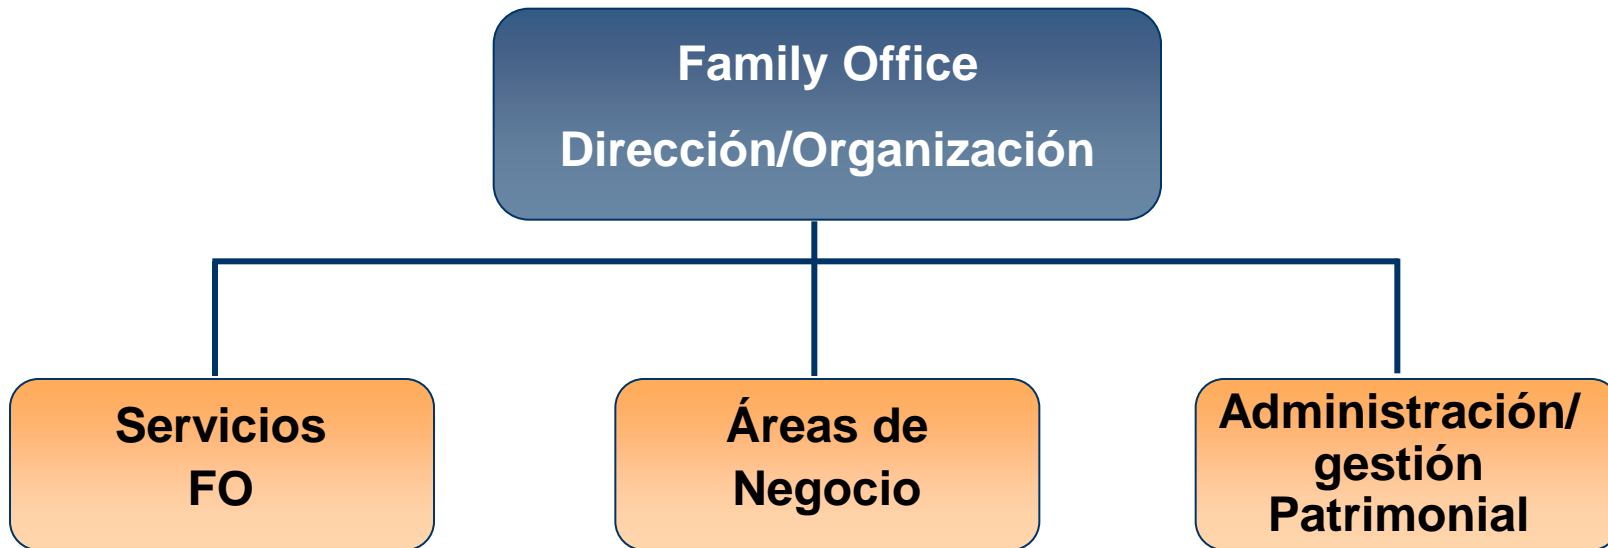 Family Office
Dirección/Organización
Servicios
FO
Áreas de
Negocio
Administración/
gestión
Patrimonial